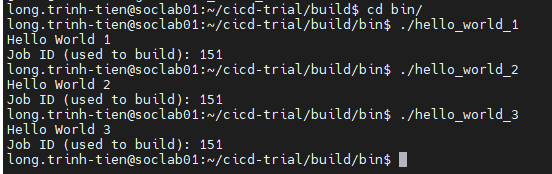 long.trinh-tien@soclab01:~/cicd-trial/build$ cd bin/
long.trinh-tien@soclab01:~/cicd-trial/build/bin$ ./hello_world_1
Hello World 1
Job ID (used to build): 151
long.trinh-tien@soclab01:~/cicd-trial/build/bin$ ./hello_world_2
Hello World 2
Job ID (used to build): 151
long.trinh-tien@soclab01:~/cicd-trial/build/bin$ ./hello_world_3
Hello World 3
Job ID (used to build): 151
long.trinh-tien@soclab01:~/cicd-trial/build/bin$